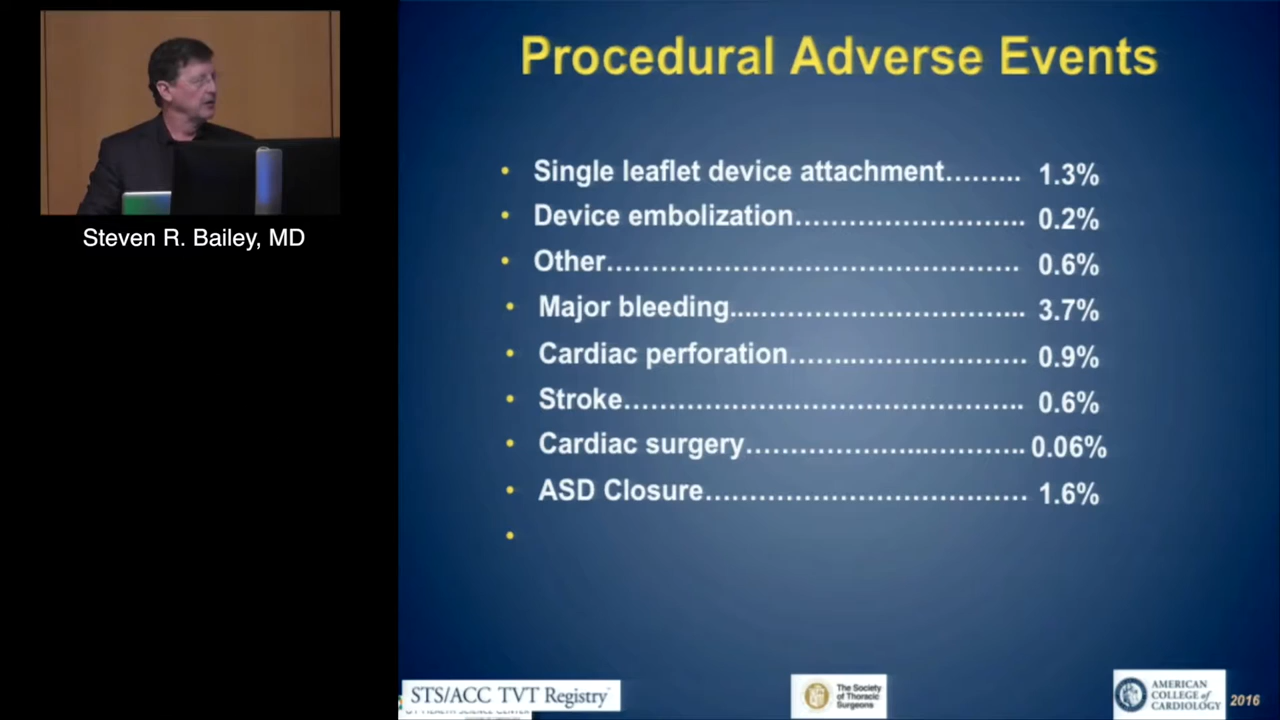 Steven R. Bailey, MD
Procedural Adverse Events
• Single leaflet device attachment…….. 1.3%
• Device embolization…………………….. 0.2%
• Other………………………………………. 0.6%
• Major bleeding....……………………... 3.7%
• Cardiac perforation……..………………. 0.9%
• Stroke…………………………………….. 0.6%
• Cardiac surgery………………...……….. 0.06%
• ASD Closure……………………………… 1.6%
•
STS/ACC TVT Registry
The Society
of Thoracic
Surgeons
AMERICAN
COLLEGE of
CARDIOLOGY
2016